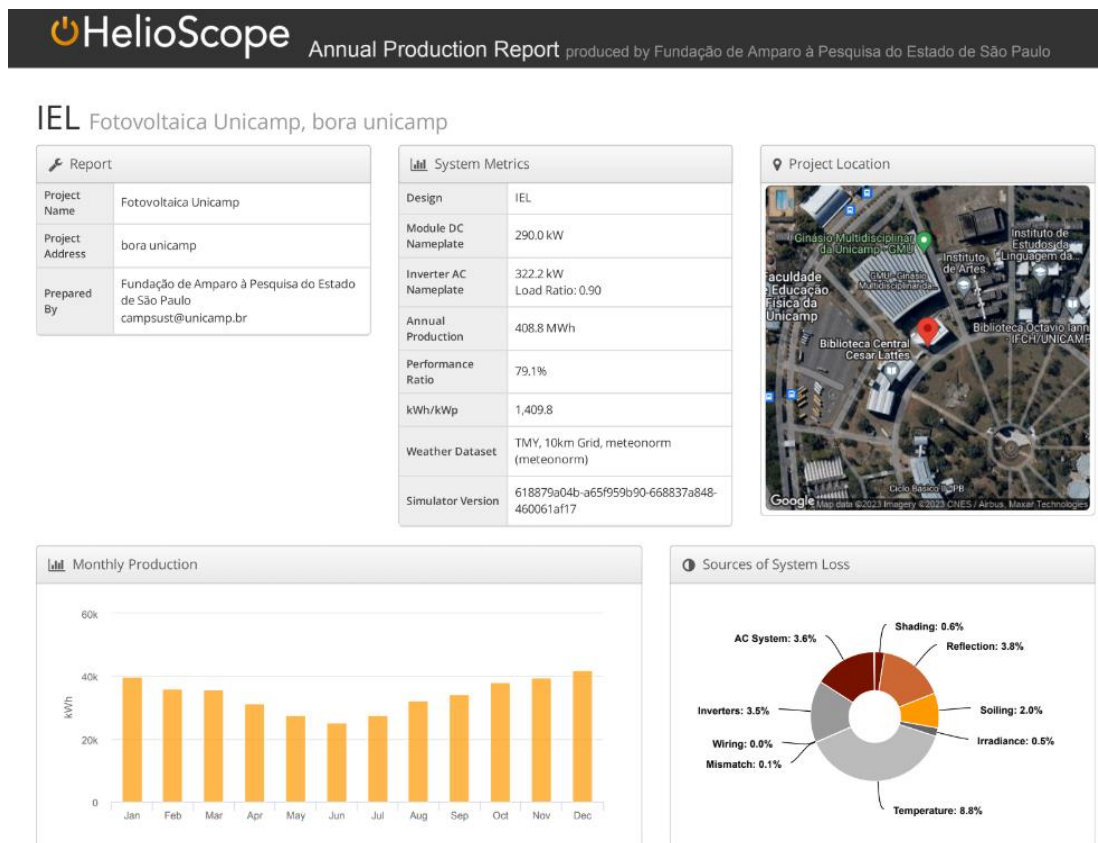 HelioScope Annual Production Report produced by Fundação de Amparo à Pesquisa do Estado de São Paulo
IEL Fotovoltaica Unicamp, bora unicamp
Report
Project Name
Fotovoltaica Unicamp
Project Address
bora unicamp
Prepared By
Fundação de Amparo à Pesquisa do Estado
de São Paulo
campsust@unicamp.br
System Metrics
Design
IEL
Module DC Nameplate
290.0 kW
Inverter AC Nameplate
322.2 kW
Load Ratio: 0.90
Annual Production
408.8 MWh
Performance Ratio
79.1%
kWh/kWp
1,409.8
Weather Dataset
TMY, 10km Grid, meteonorm
(meteonorm)
Simulator Version
618879a04b-a65f959b90-668837a848-
460061af17
Project Location
Ginásio Multidisciplinar
da Unicamp - GMU
GMU - Ginásio
Multidisciplinar da
Instituto
de Artes
Instituto de
Estudos da
Linguagem da...
aculdade
Educação
Física da
Unicamp
Biblioteca Central
Cesar Lattes
Biblioteca Octavio Iann
- IFCH/UNICAMP
Google
Map data ©2023 Imagery ©2023 CNES / Airbus, Maxar Technologies
Monthly Production
60k
40k
20k
0
kWh
Jan Feb Mar Apr May Jun Jul Aug Sep Oct Nov Dec
Sources of System Loss
Shading: 0.6%
Reflection: 3.8%
Soiling: 2.0%
Irradiance: 0.5%
Temperature: 8.8%
Mismatch: 0.1%
Wiring: 0.0%
Inverters: 3.5%
AC System: 3.6%